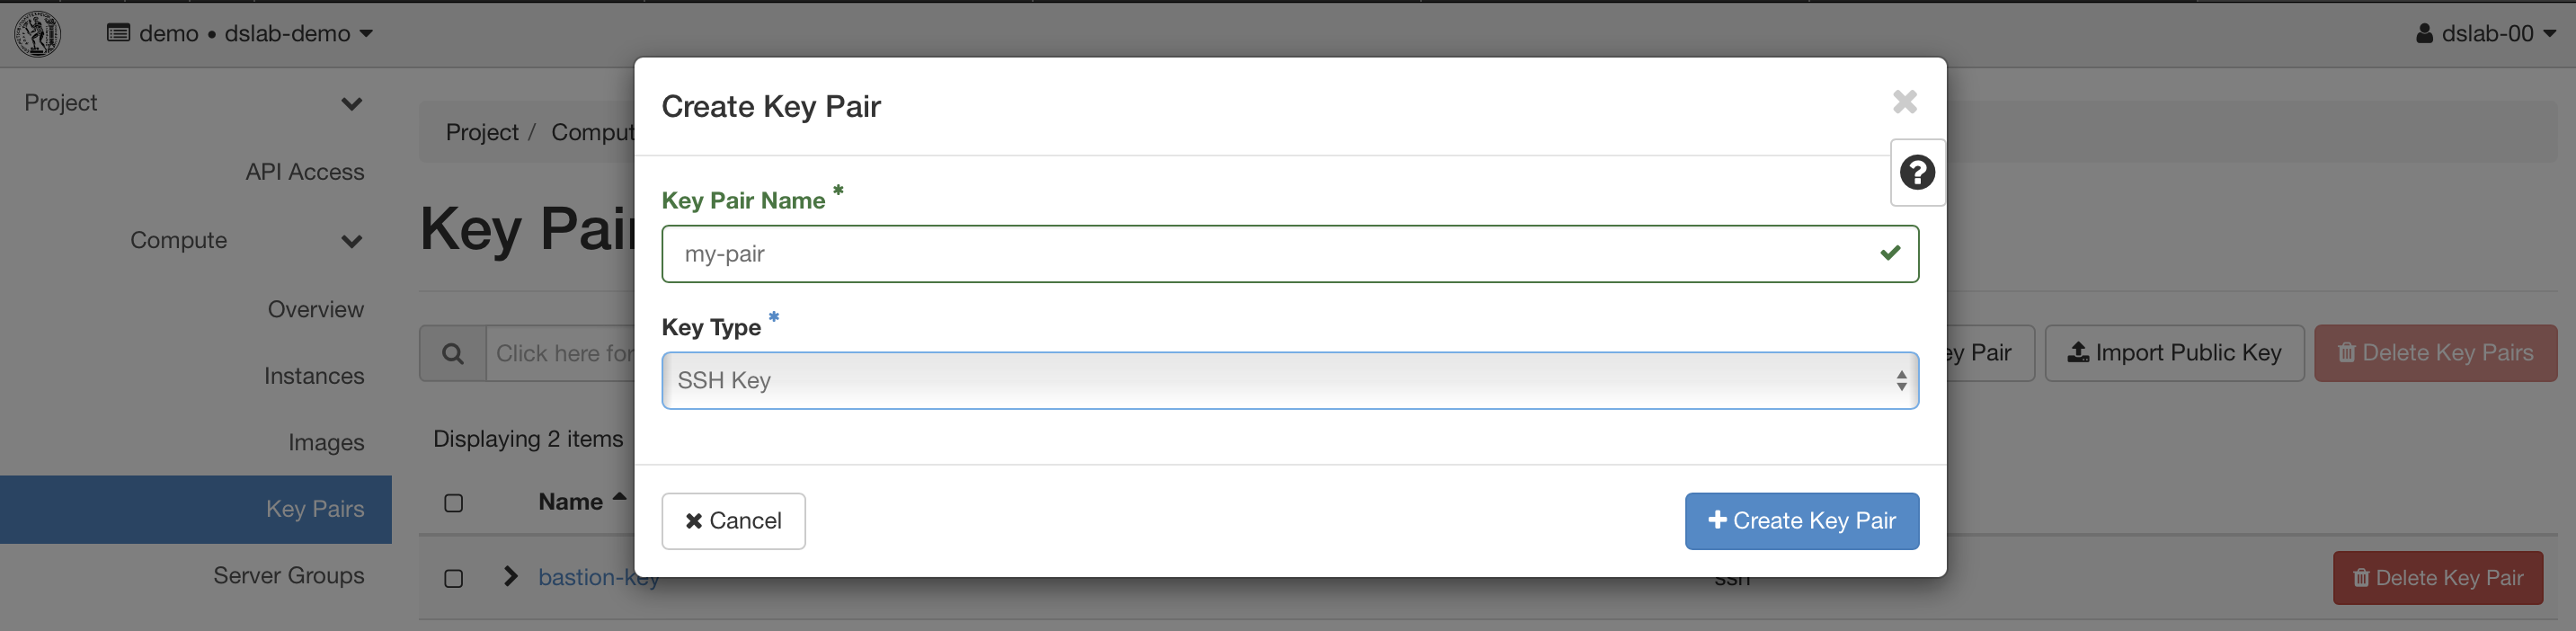 demo • dslab-demo
dslab-00
Project
API Access
Compute
Overview
Instances
Images
Key Pairs
Server Groups
Project / Comput
Key Pai
Click here for
ey Pair
Import Public Key
Delete Key Pairs
Displaying 2 items
Name
bastion-key
ssh
Delete Key Pair
Create Key Pair
Key Pair Name *
my-pair
Key Type *
SSH Key
Cancel
Create Key Pair